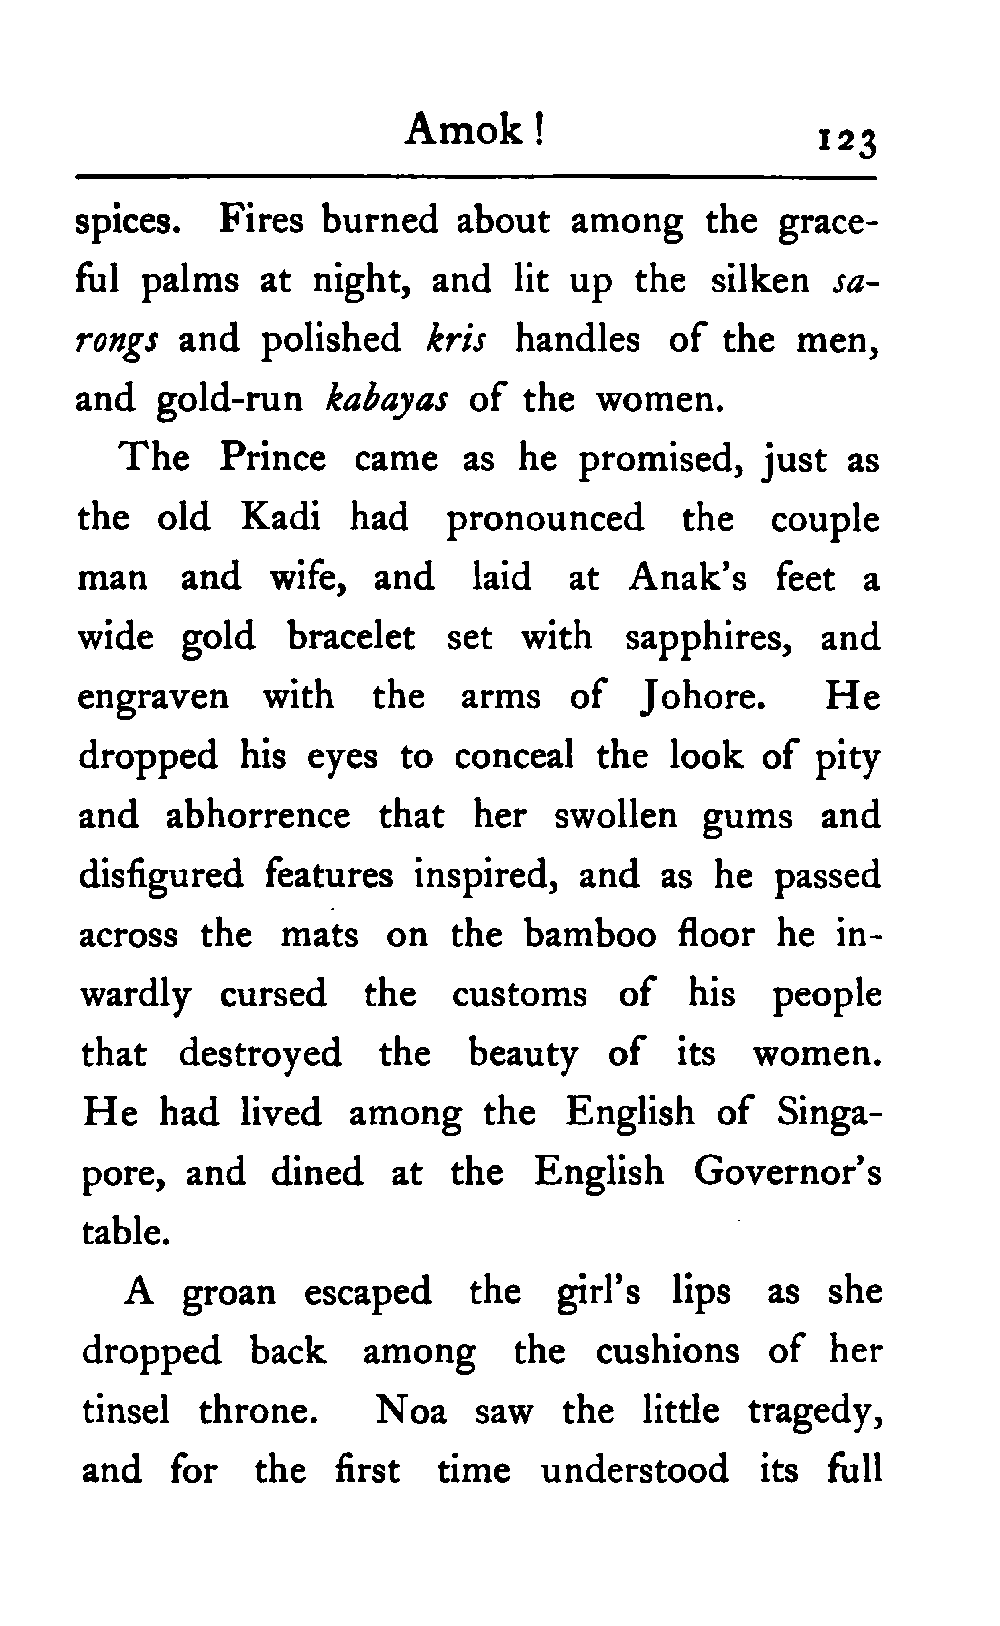 Amok ! 123
spices. Fires burned about among the grace-
ful palms at night, and lit up the silken sa-
rongs and polished kris handles of the men,
and gold-run kabayas of the women.
The Prince came as he promised, just as
the old Kadi had pronounced the couple
man and wife, and laid at Anak's feet a
wide gold bracelet set with sapphires, and
engraven with the arms of Johore. He
dropped his eyes to conceal the look of pity
and abhorrence that her swollen gums and
disfigured features inspired, and as he passed
across the mats on the bamboo floor he in-
wardly cursed the customs of his people
that destroyed the beauty of its women.
He had lived among the English of Singa-
pore, and dined at the English Governor's
table.
A groan escaped the girl's lips as she
dropped back among the cushions of her
tinsel throne. Noa saw the little tragedy,
and for the first time understood its full